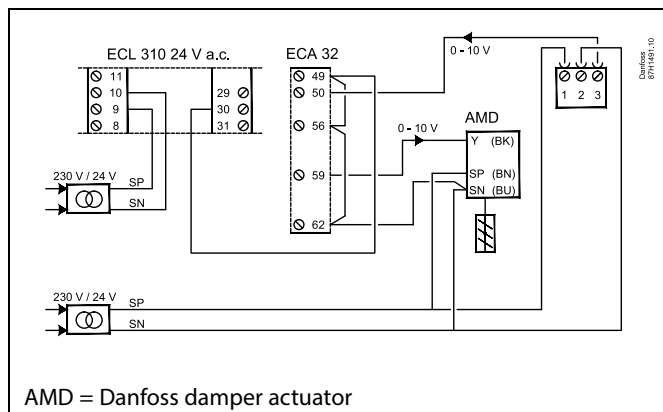 ECL 310 24 V a.c.
ECA 32
11
10
9
8
29
30
31
49
50
56
59
62
0 - 10 V
1 2 3
Danfoss
87H1491.10
0 - 10 V
AMD
Y (BK)
SP (BN)
SN (BU)
230 V / 24 V
SP
SN
230 V / 24 V
SP
SN
AMD = Danfoss damper actuator